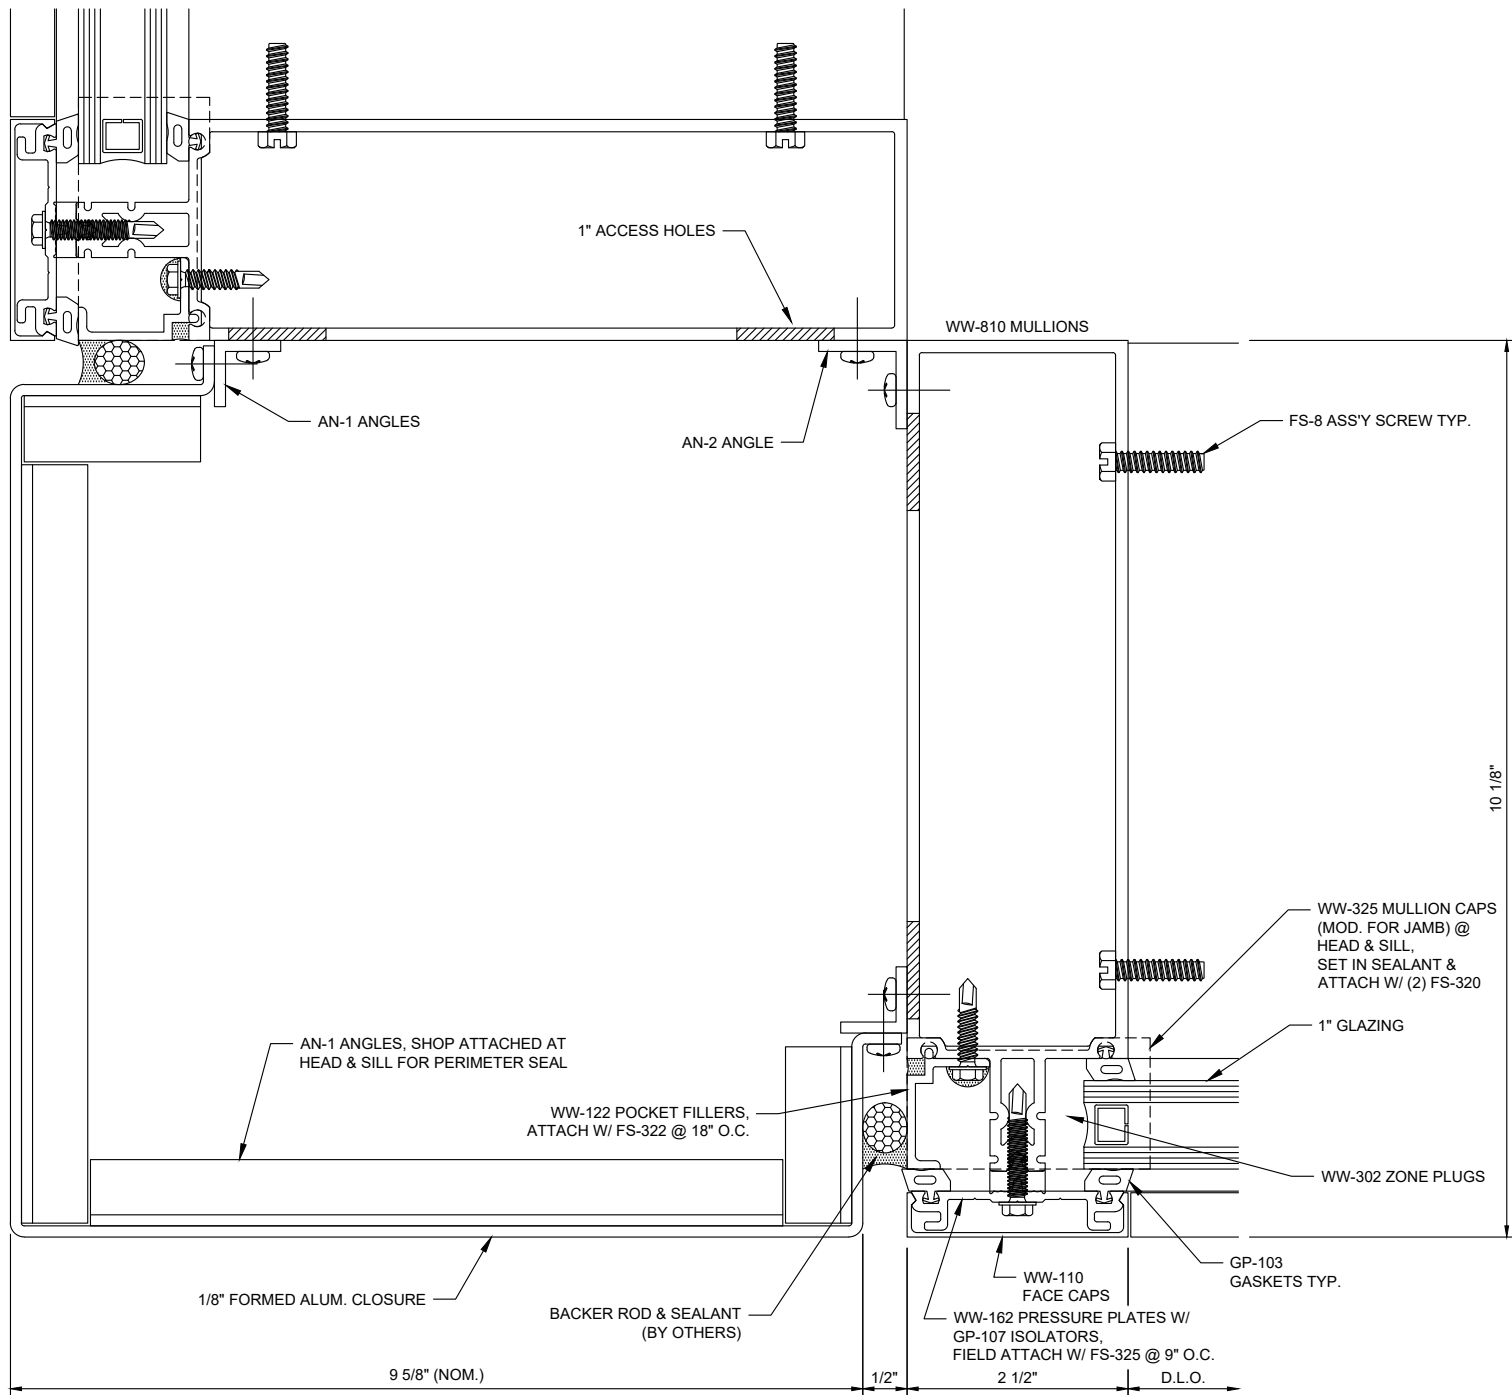 1" ACCESS HOLES
WW-810 MULLIONS
AN-1 ANGLES
AN-2 ANGLE
FS-8 ASS'Y SCREW TYP.
10 1/8"
WW-325 MULLION CAPS
(MOD. FOR JAMB) @
HEAD & SILL,
SET IN SEALANT &
ATTACH W/ (2) FS-320
1" GLAZING
AN-1 ANGLES, SHOP ATTACHED AT
HEAD & SILL FOR PERIMETER SEAL
WW-122 POCKET FILLERS,
ATTACH W/ FS-322 @ 18" O.C.
WW-302 ZONE PLUGS
GP-103
GASKETS TYP.
WW-110
FACE CAPS
1/8" FORMED ALUM. CLOSURE
BACKER ROD & SEALANT
(BY OTHERS)
WW-162 PRESSURE PLATES W/
GP-107 ISOLATORS,
FIELD ATTACH W/ FS-325 @ 9" O.C.
9 5/8" (NOM.)
1/2"
2 1/2"
D.L.O.